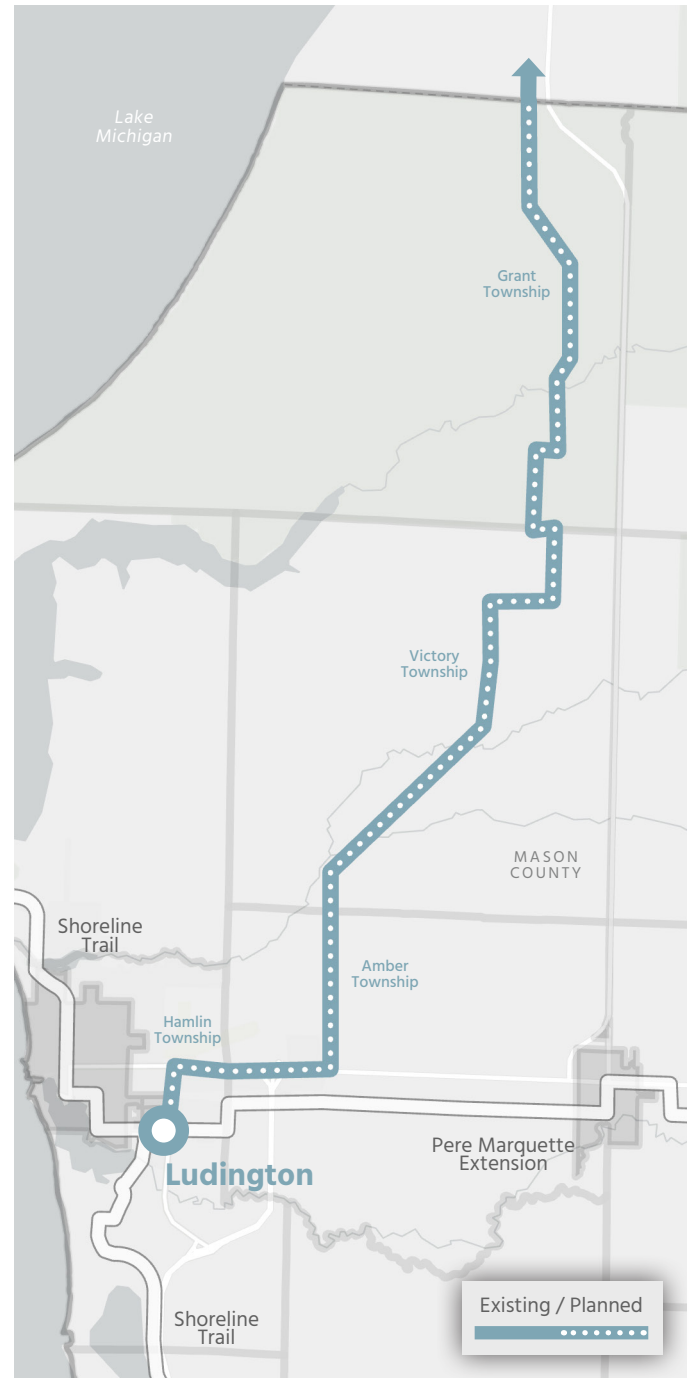 Lake
Michigan
Grant
Township
Victory
Township
MASON
COUNTY
Shoreline
Trail
Amber
Township
Hamlin
Township
Pere Marquette
Extension
Ludington
Existing / Planned
Shoreline
Trail